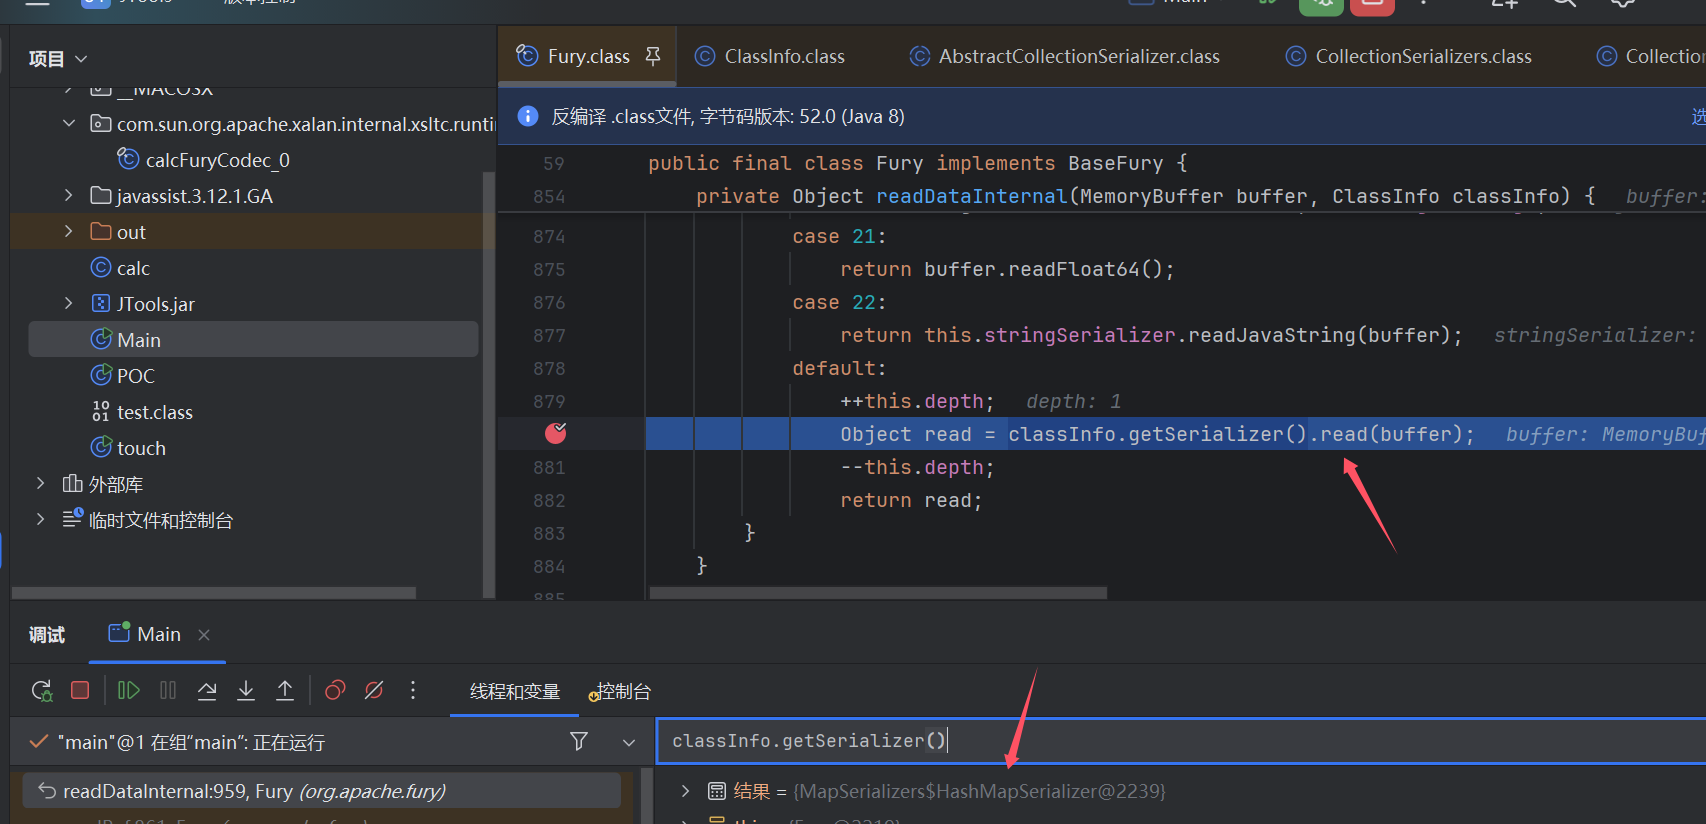 JTools
版本控制
Main
项目
Fury.class
ClassInfo.class
AbstractCollectionSerializer.class
CollectionSerializers.class
__MACOSX
com.sun.org.apache.xalan.internal.xsltc.runti
calcFuryCodec_0
javassist.3.12.1.GA
out
calc
JTools.jar
Main
POC
test.class
touch
外部库
临时文件和控制台
反编译 .class文件, 字节码版本: 52.0 (Java 8)
59 public final class Fury implements BaseFury {
854 private Object readDataInternal(MemoryBuffer buffer, ClassInfo classInfo) { buffer:
874 case 21:
875 return buffer.readFloat64();
876 case 22:
877 return this.stringSerializer.readJavaString(buffer); stringSerializer:
878 default:
879 ++this.depth; depth: 1
Object read = classInfo.getSerializer().read(buffer); buffer: MemoryBuf
881 --this.depth;
882 return read;
883 }
884 }
885
调试
Main
线程和变量
控制台
"main"@1 在组“main”: 正在运行
classInfo.getSerializer()
readDataInternal:959, Fury (org.apache.fury)
结果 = {MapSerializers$HashMapSerializer@2239}